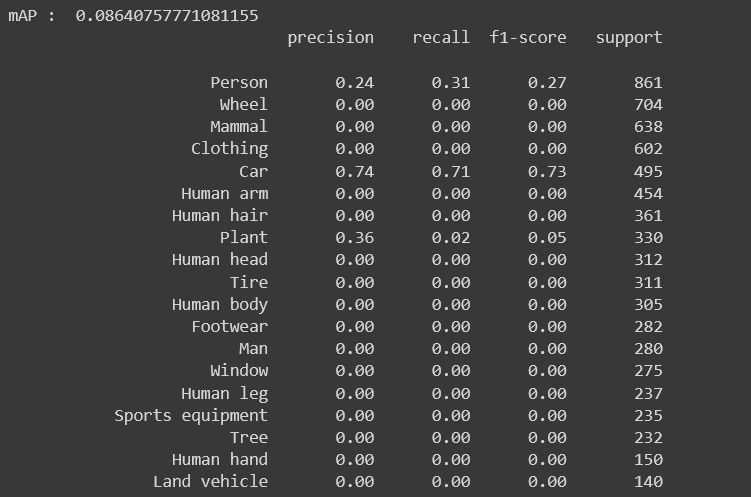 mAP :  0.08640757771081155
precision recall f1-score support
Person 0.24 0.31 0.27 861
Wheel 0.00 0.00 0.00 704
Mammal 0.00 0.00 0.00 638
Clothing 0.00 0.00 0.00 602
Car 0.74 0.71 0.73 495
Human arm 0.00 0.00 0.00 454
Human hair 0.00 0.00 0.00 361
Plant 0.36 0.02 0.05 330
Human head 0.00 0.00 0.00 312
Tire 0.00 0.00 0.00 311
Human body 0.00 0.00 0.00 305
Footwear 0.00 0.00 0.00 282
Man 0.00 0.00 0.00 280
Window 0.00 0.00 0.00 275
Human leg 0.00 0.00 0.00 237
Sports equipment 0.00 0.00 0.00 235
Tree 0.00 0.00 0.00 232
Human hand 0.00 0.00 0.00 150
Land vehicle 0.00 0.00 0.00 140